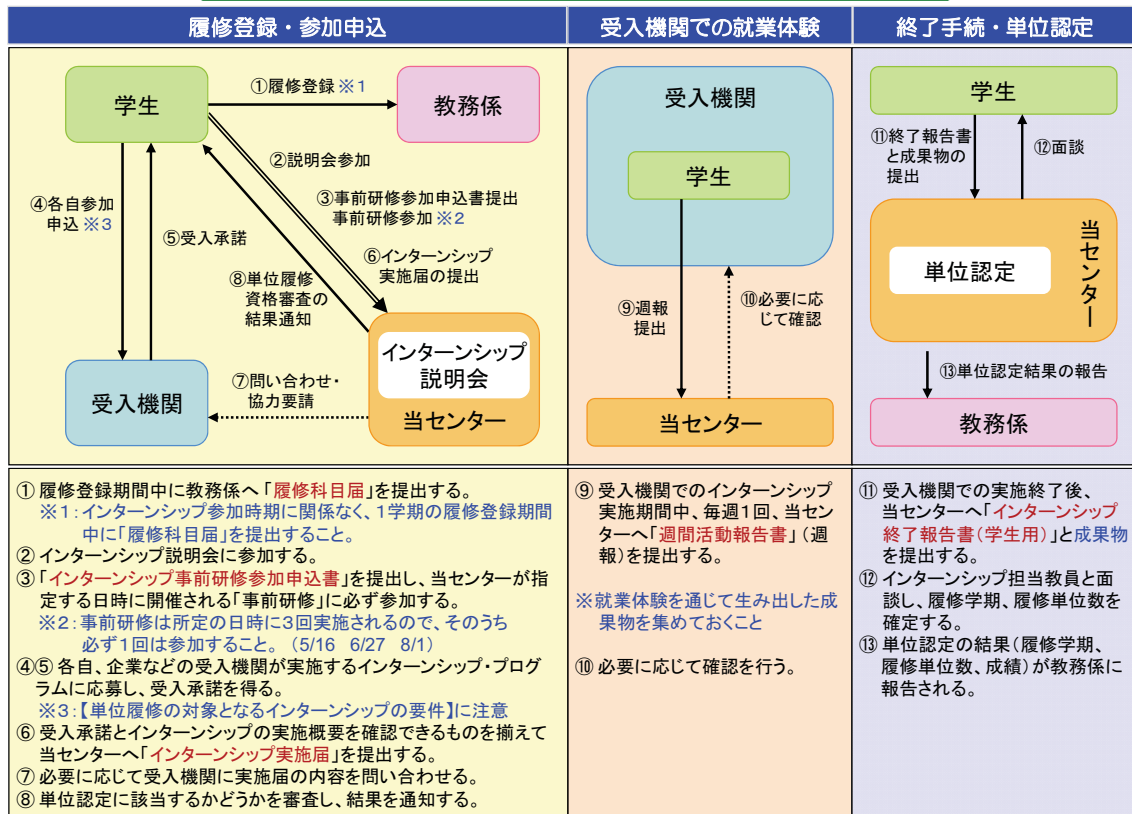 履修登録・参加申込
受入機関での就業体験
終了手続・単位認定
学生
①履修登録 ※1
教務係
②説明会参加
③事前研修参加申込書提出
事前研修参加 ※2
④各自参加
申込 ※3
⑤受入承諾
⑥インターンシップ
実施届の提出
⑧単位履修
資格審査の
結果通知
インターンシップ
説明会
当センター
⑦問い合わせ・
協力要請
受入機関
受入機関
学生
⑨週報
提出
⑩必要に応
じて確認
当センター
学生
⑪終了報告書
と成果物の
提出
⑫面談
単位認定
当センター
⑬単位認定結果の報告
教務係
① 履修登録期間中に教務係へ「履修科目届」を提出する。
※1:インターンシップ参加時期に関係なく、1学期の履修登録期間
中に「履修科目届」を提出すること。
② インターンシップ説明会に参加する。
③ 「インターンシップ事前研修参加申込書」を提出し、当センターが指
定する日時に開催される「事前研修」に必ず参加する。
※2:事前研修は所定の日時に3回実施されるので、そのうち
必ず1回は参加すること。 (5/16 6/27 8/1)
④⑤ 各自、企業などの受入機関が実施するインターンシップ・プログ
ラムに応募し、受入承諾を得る。
※3:【単位履修の対象となるインターンシップの要件】に注意
⑥ 受入承諾とインターンシップの実施概要を確認できるものを揃えて
当センターへ「インターンシップ実施届」を提出する。
⑦ 必要に応じて受入機関に実施届の内容を問い合わせる。
⑧ 単位認定に該当するかどうかを審査し、結果を通知する。
⑨ 受入機関でのインターンシップ
実施期間中、毎週1回、当セン
ターへ「週間活動報告書」(週
報)を提出する。
※就業体験を通じて生み出した成
果物を集めておくこと
⑩ 必要に応じて確認を行う。
⑪ 受入機関での実施終了後、
当センターへ「インターンシップ
終了報告書(学生用)」と成果物
を提出する。
⑫ インターンシップ担当教員と面
談し、履修学期、履修単位数を
確定する。
⑬ 単位認定の結果(履修学期、
履修単位数、成績)が教務係に
報告される。